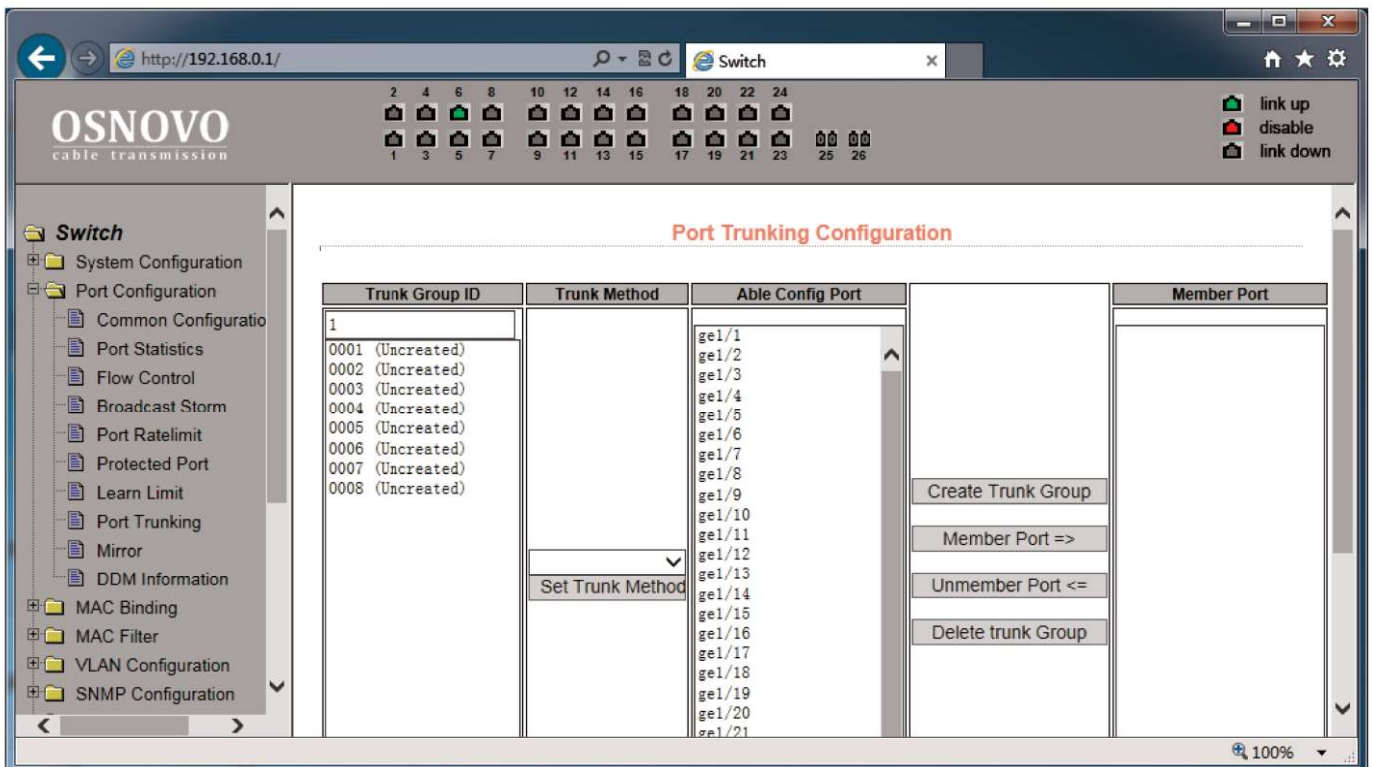 http://192.168.0.1/
Switch
OSNOVO
cable transmission
2 4 6 8 10 12 14 16 18 20 22 24
1 3 5 7 9 11 13 15 17 19 21 23 25 26
link up
disable
link down
Switch
System Configuration
Port Configuration
Common Configuratio
Port Statistics
Flow Control
Broadcast Storm
Port Ratelimit
Protected Port
Learn Limit
Port Trunking
Mirror
DDM Information
MAC Binding
MAC Filter
VLAN Configuration
SNMP Configuration
Port Trunking Configuration
Trunk Group ID
1
0001 (Uncreated)
0002 (Uncreated)
0003 (Uncreated)
0004 (Uncreated)
0005 (Uncreated)
0006 (Uncreated)
0007 (Uncreated)
0008 (Uncreated)
Trunk Method
Set Trunk Method
Able Config Port
ge1/1
ge1/2
ge1/3
ge1/4
ge1/5
ge1/6
ge1/7
ge1/8
ge1/9
ge1/10
ge1/11
ge1/12
ge1/13
ge1/14
ge1/15
ge1/16
ge1/17
ge1/18
ge1/19
ge1/20
ge1/21
Create Trunk Group
Member Port =>
Unmember Port <=
Delete trunk Group
Member Port
100%